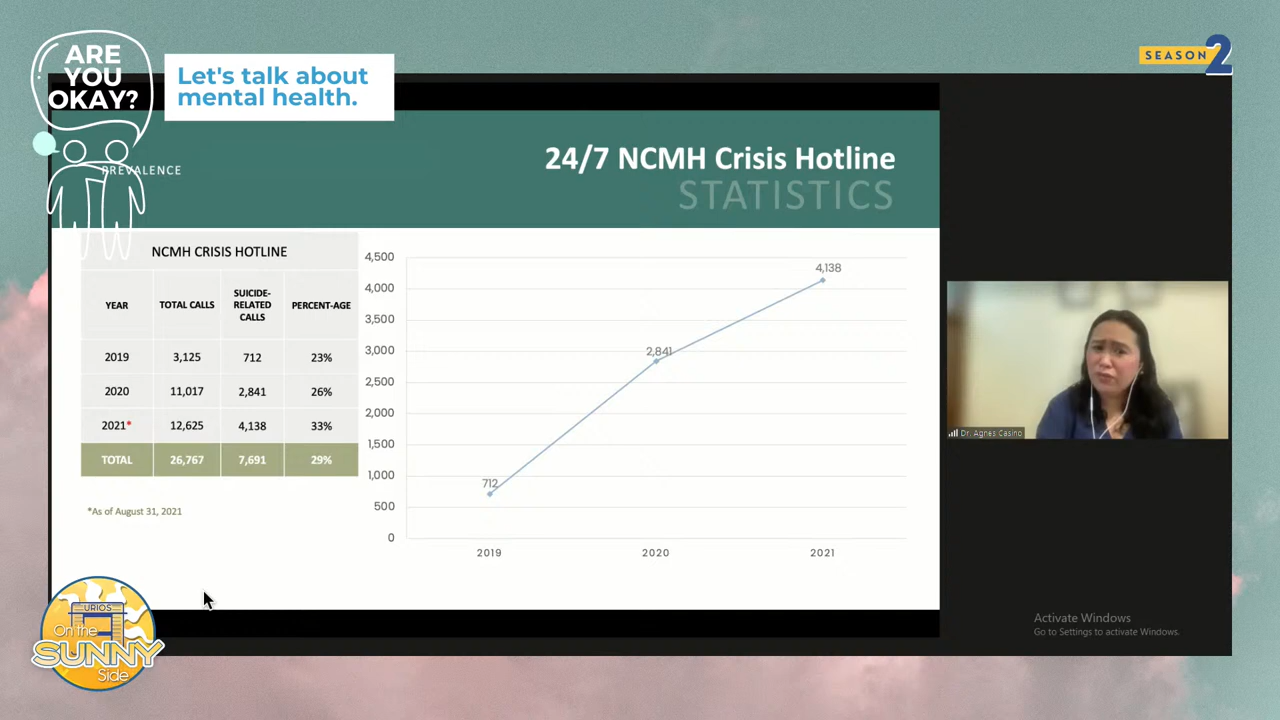 ARE
YOU
OKAY?
Let's talk about
mental health.
SEASON 2
PREVALENCE
24/7 NCMH Crisis Hotline
STATISTICS
NCMH CRISIS HOTLINE
YEAR TOTAL CALLS SUICIDE-RELATED CALLS PERCENT-AGE
2019 3,125 712 23%
2020 11,017 2,841 26%
2021* 12,625 4,138 33%
TOTAL 26,767 7,691 29%
*As of August 31, 2021
4,500
4,000
3,500
3,000
2,500
2,000
1,500
1,000
500
0
712
2,841
4,138
2019 2020 2021
Dr. Agnes Casino
Activate Windows
Go to Settings to activate Windows.
URIOS
On the
SUNNY
Side